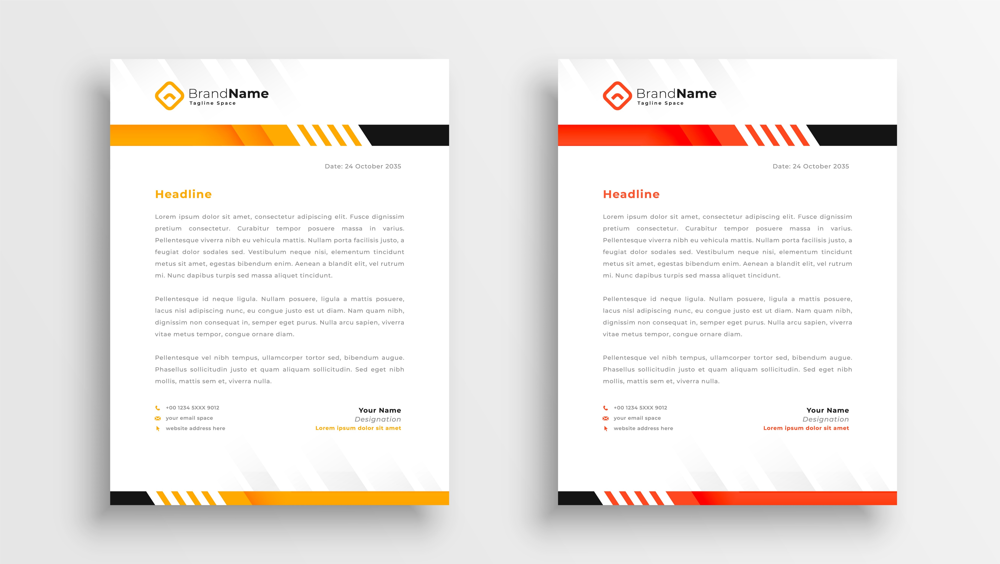 BrandName
Tagline Space
Date: 24 October 2035
Headline
Lorem ipsum dolor sit amet, consectetur adipiscing elit. Fusce dignissim
pretium consectetur. Curabitur tempor posuere massa in varius.
Pellentesque viverra nibh eu vehicula mattis. Nullam porta facilisis justo, a
feugiat dolor sodales sed. Vestibulum neque nisi, elementum tincidunt
metus sit amet, egestas bibendum enim. Aenean a blandit elit, vel rutrum
mi. Nunc dapibus turpis sed massa aliquet tincidunt.
Pellentesque id neque ligula. Nullam posuere, ligula a mattis posuere,
lacus nisl adipiscing nunc, eu congue justo est ut diam. Nam quam nibh,
dignissim non consequat in, semper eget purus. Nulla arcu sapien, viverra
vitae metus tempor, congue ornare diam.
Pellentesque vel nibh tempus, ullamcorper tortor sed, bibendum augue.
Phasellus sollicitudin justo et quam aliquam sollicitudin. Sed eget nibh
mollis, mattis sem et, viverra nulla.
+00 1234 5XXX 9012
your email space
website address here
Your Name
Designation
Lorem ipsum dolor sit amet
BrandName
Tagline Space
Date: 24 October 2035
Headline
Lorem ipsum dolor sit amet, consectetur adipiscing elit. Fusce dignissim
pretium consectetur. Curabitur tempor posuere massa in varius.
Pellentesque viverra nibh eu vehicula mattis. Nullam porta facilisis justo, a
feugiat dolor sodales sed. Vestibulum neque nisi, elementum tincidunt
metus sit amet, egestas bibendum enim. Aenean a blandit elit, vel rutrum
mi. Nunc dapibus turpis sed massa aliquet tincidunt.
Pellentesque id neque ligula. Nullam posuere, ligula a mattis posuere,
lacus nisl adipiscing nunc, eu congue justo est ut diam. Nam quam nibh,
dignissim non consequat in, semper eget purus. Nulla arcu sapien, viverra
vitae metus tempor, congue ornare diam.
Pellentesque vel nibh tempus, ullamcorper tortor sed, bibendum augue.
Phasellus sollicitudin justo et quam aliquam sollicitudin. Sed eget nibh
mollis, mattis sem et, viverra nulla.
+00 1234 5XXX 9012
your email space
website address here
Your Name
Designation
Lorem ipsum dolor sit amet